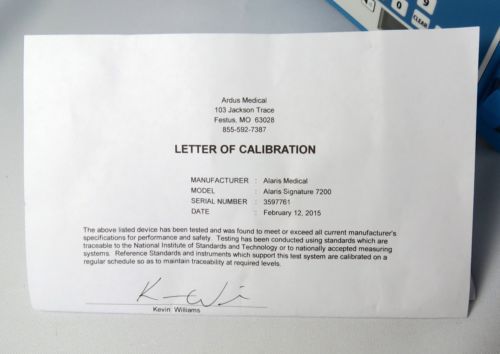 9
0
CLEAR
Ardus Medical
103 Jackson Trace
Festus, MO 63028
855-592-7387
LETTER OF CALIBRATION
MANUFACTURER : Alaris Medical
MODEL : Alaris Signature 7200
SERIAL NUMBER : 3597761
DATE : February 12, 2015
The above listed device has been tested and was found to meet or exceed all current manufacturer's
specifications for performance and safety. Testing has been conducted using standards which are
traceable to the National Institute of Standards and Technology or to nationally accepted measuring
systems. Reference Standards and instruments which support this test system are calibrated on a
regular schedule so as to maintain traceability at required levels.
Kevin Williams